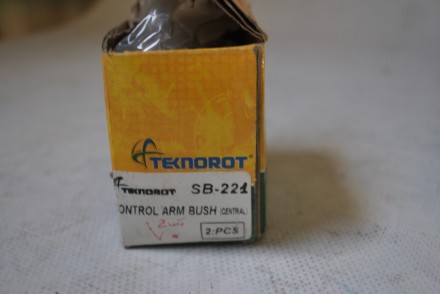 TEKNOROT
TEKNOROT SB-221
ONTROL ARM BUSH (CENTRAL)
2 PCS